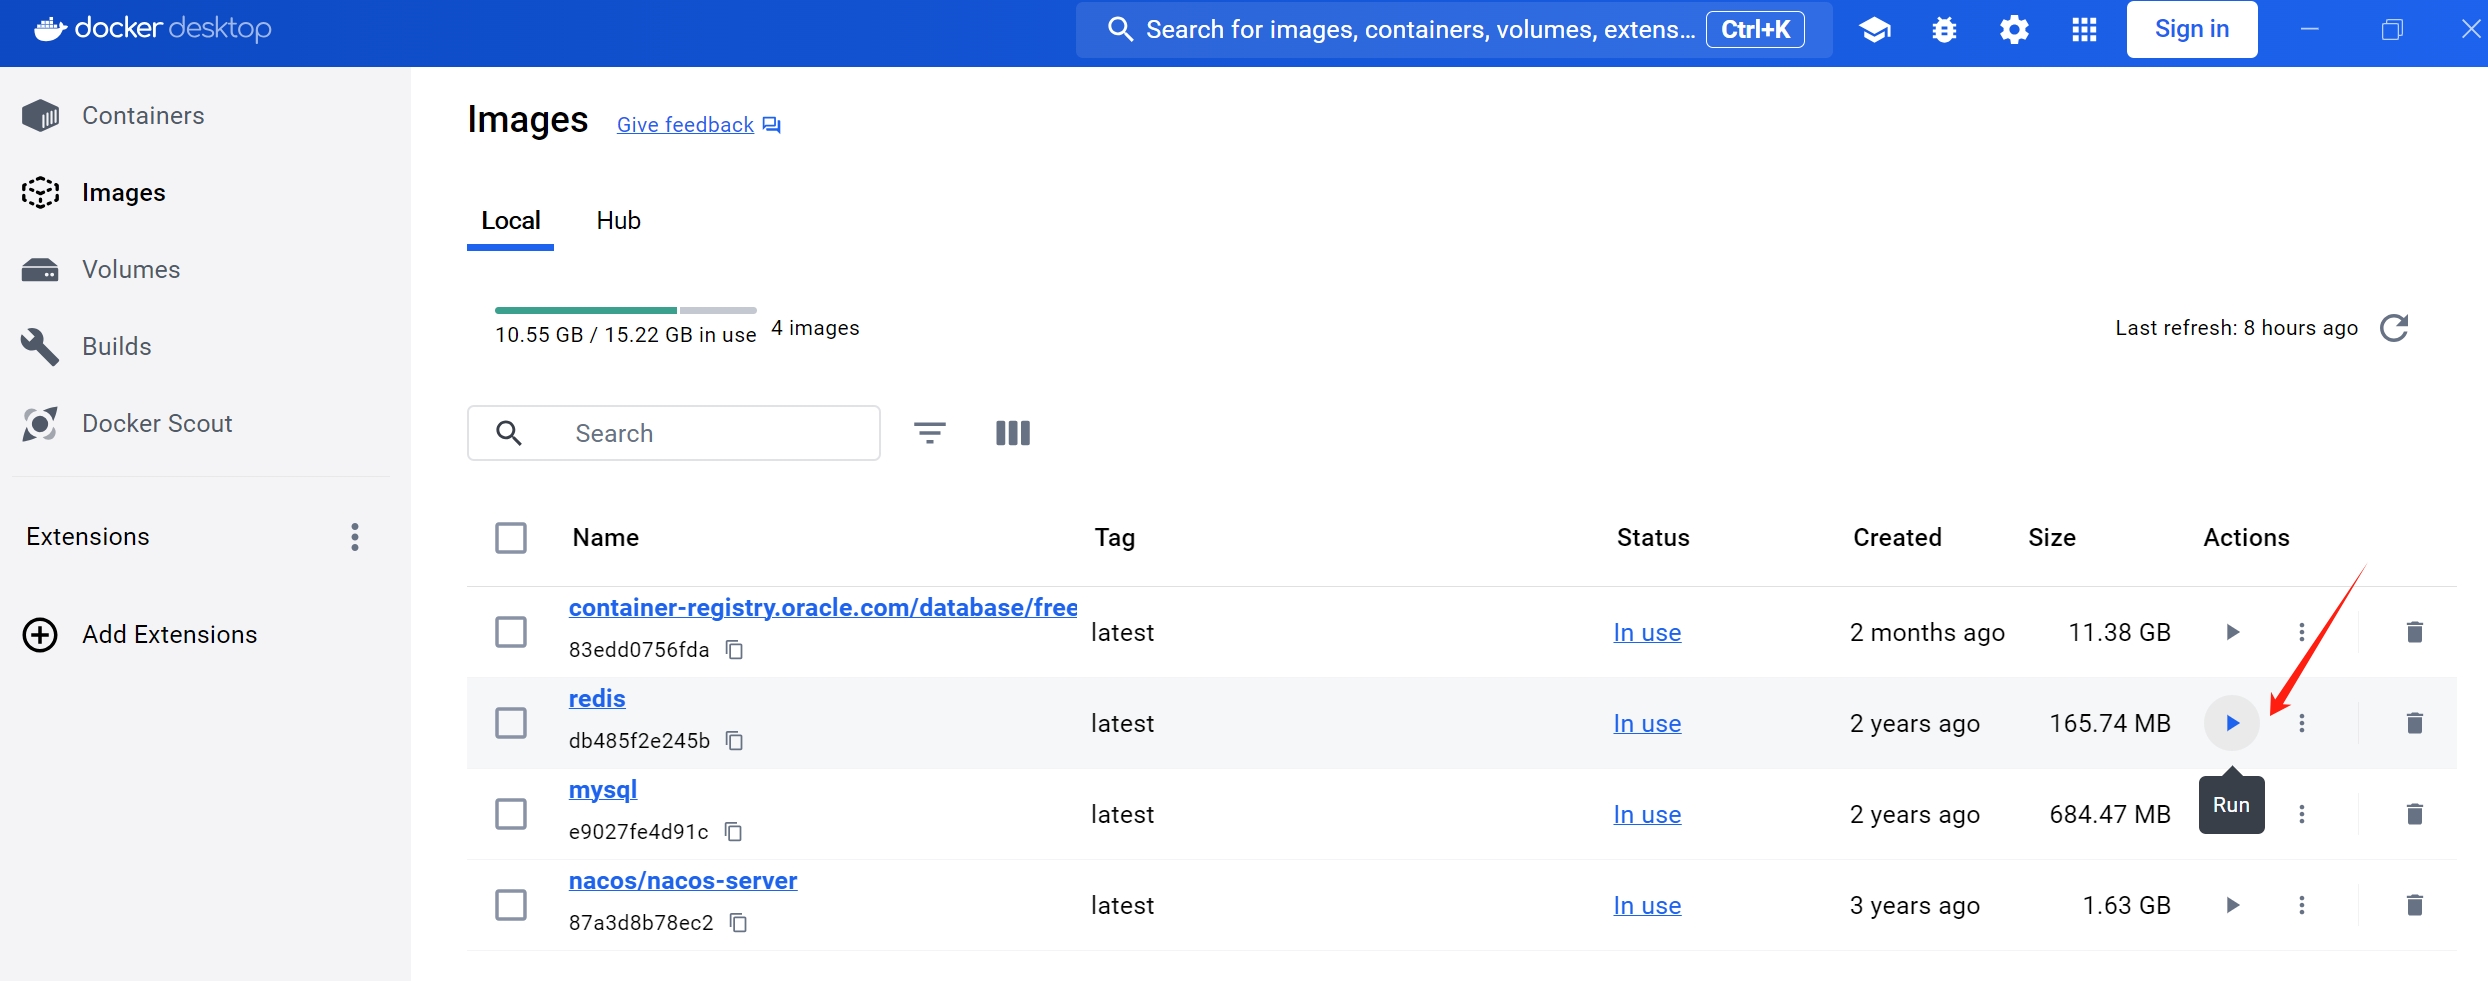 docker desktop
Search for images, containers, volumes, extens... Ctrl+K
Sign in
Containers
Images
Volumes
Builds
Docker Scout
Extensions
Add Extensions
Images Give feedback
Local Hub
10.55 GB / 15.22 GB in use 4 images
Last refresh: 8 hours ago
Search
Name Tag Status Created Size Actions
container-registry.oracle.com/database/free
83edd0756fda
latest In use 2 months ago 11.38 GB
redis
db485f2e245b
latest In use 2 years ago 165.74 MB
mysql
e9027fe4d91c
latest In use 2 years ago 684.47 MB
Run
nacos/nacos-server
87a3d8b78ec2
latest In use 3 years ago 1.63 GB